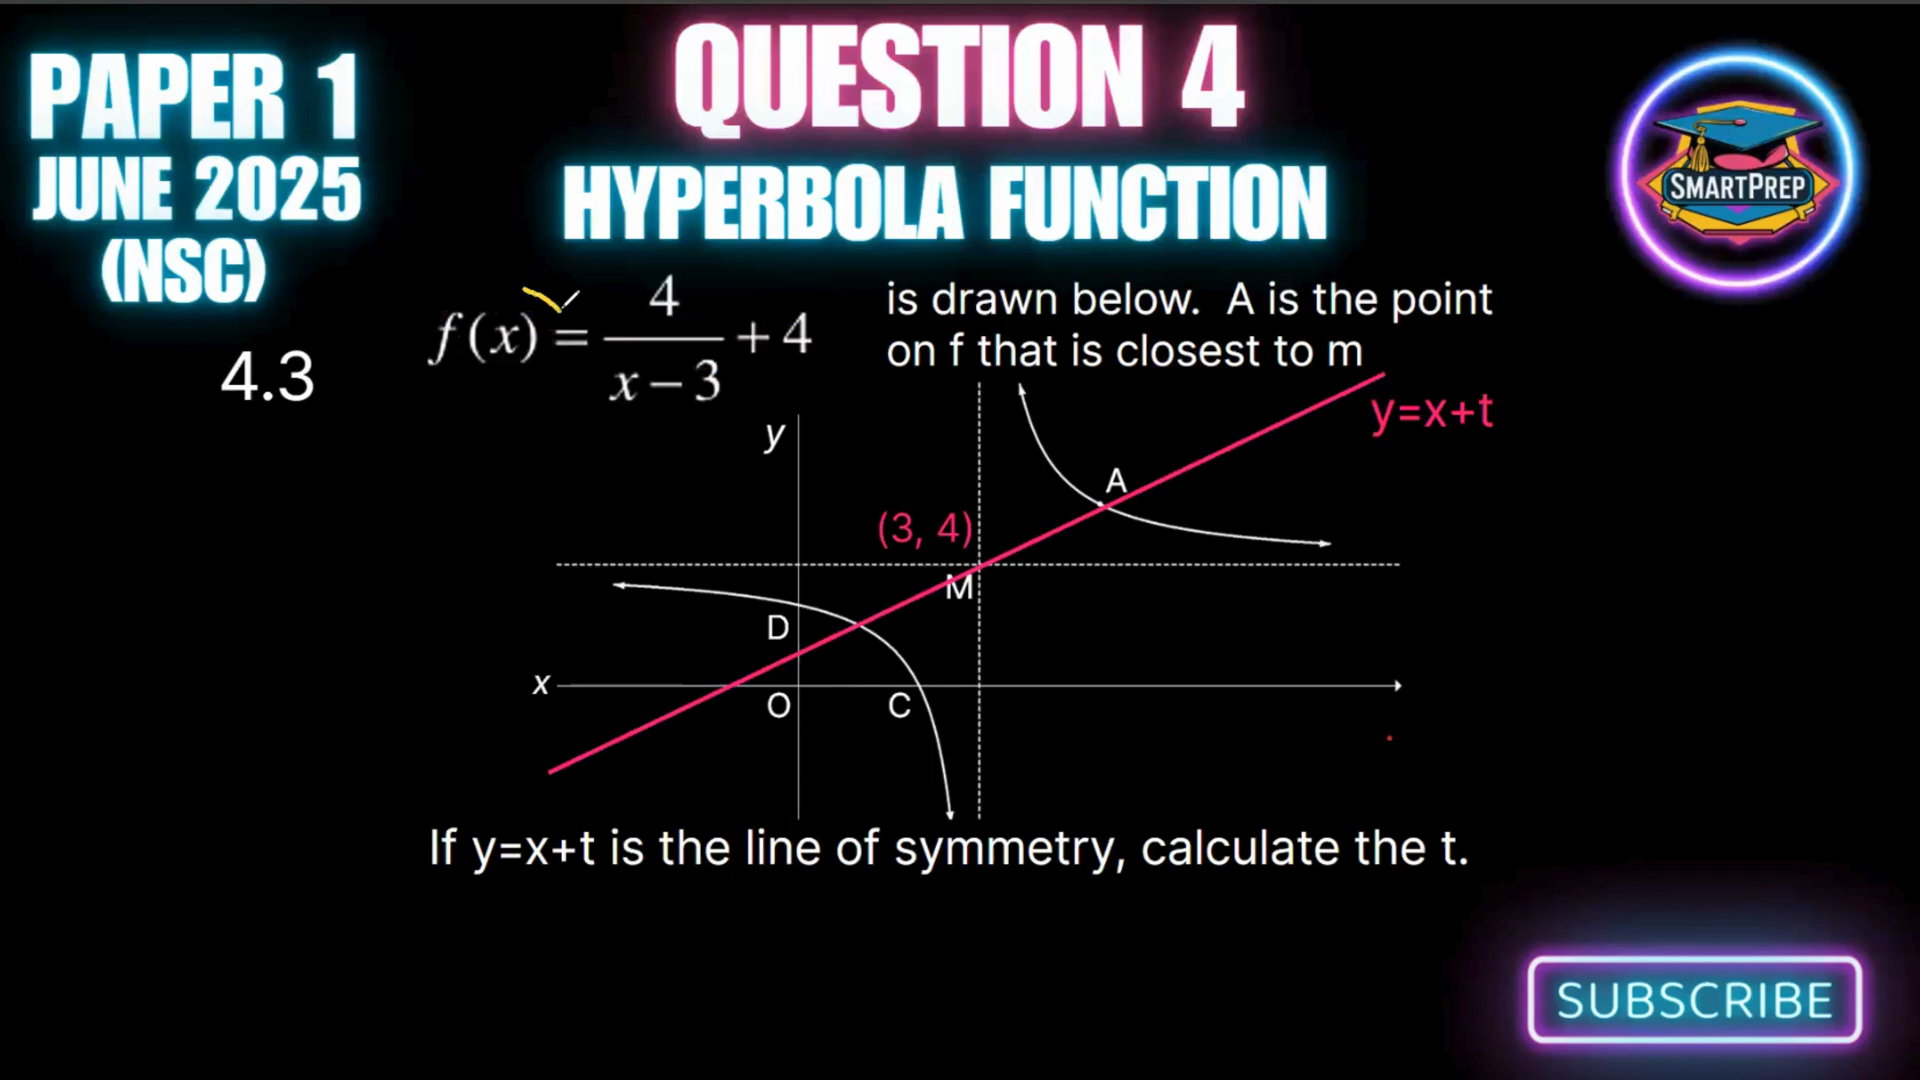 PAPER 1
JUNE 2025
(NSC)
QUESTION 4
HYPERBOLA FUNCTION
SMARTPREP
4.3
f(x) = 4/(x − 3) + 4
is drawn below. A is the point
on f that is closest to m
y=x+t
y
A
(3, 4)
M
D
x
O
C
If y=x+t is the line of symmetry, calculate the t.
SUBSCRIBE